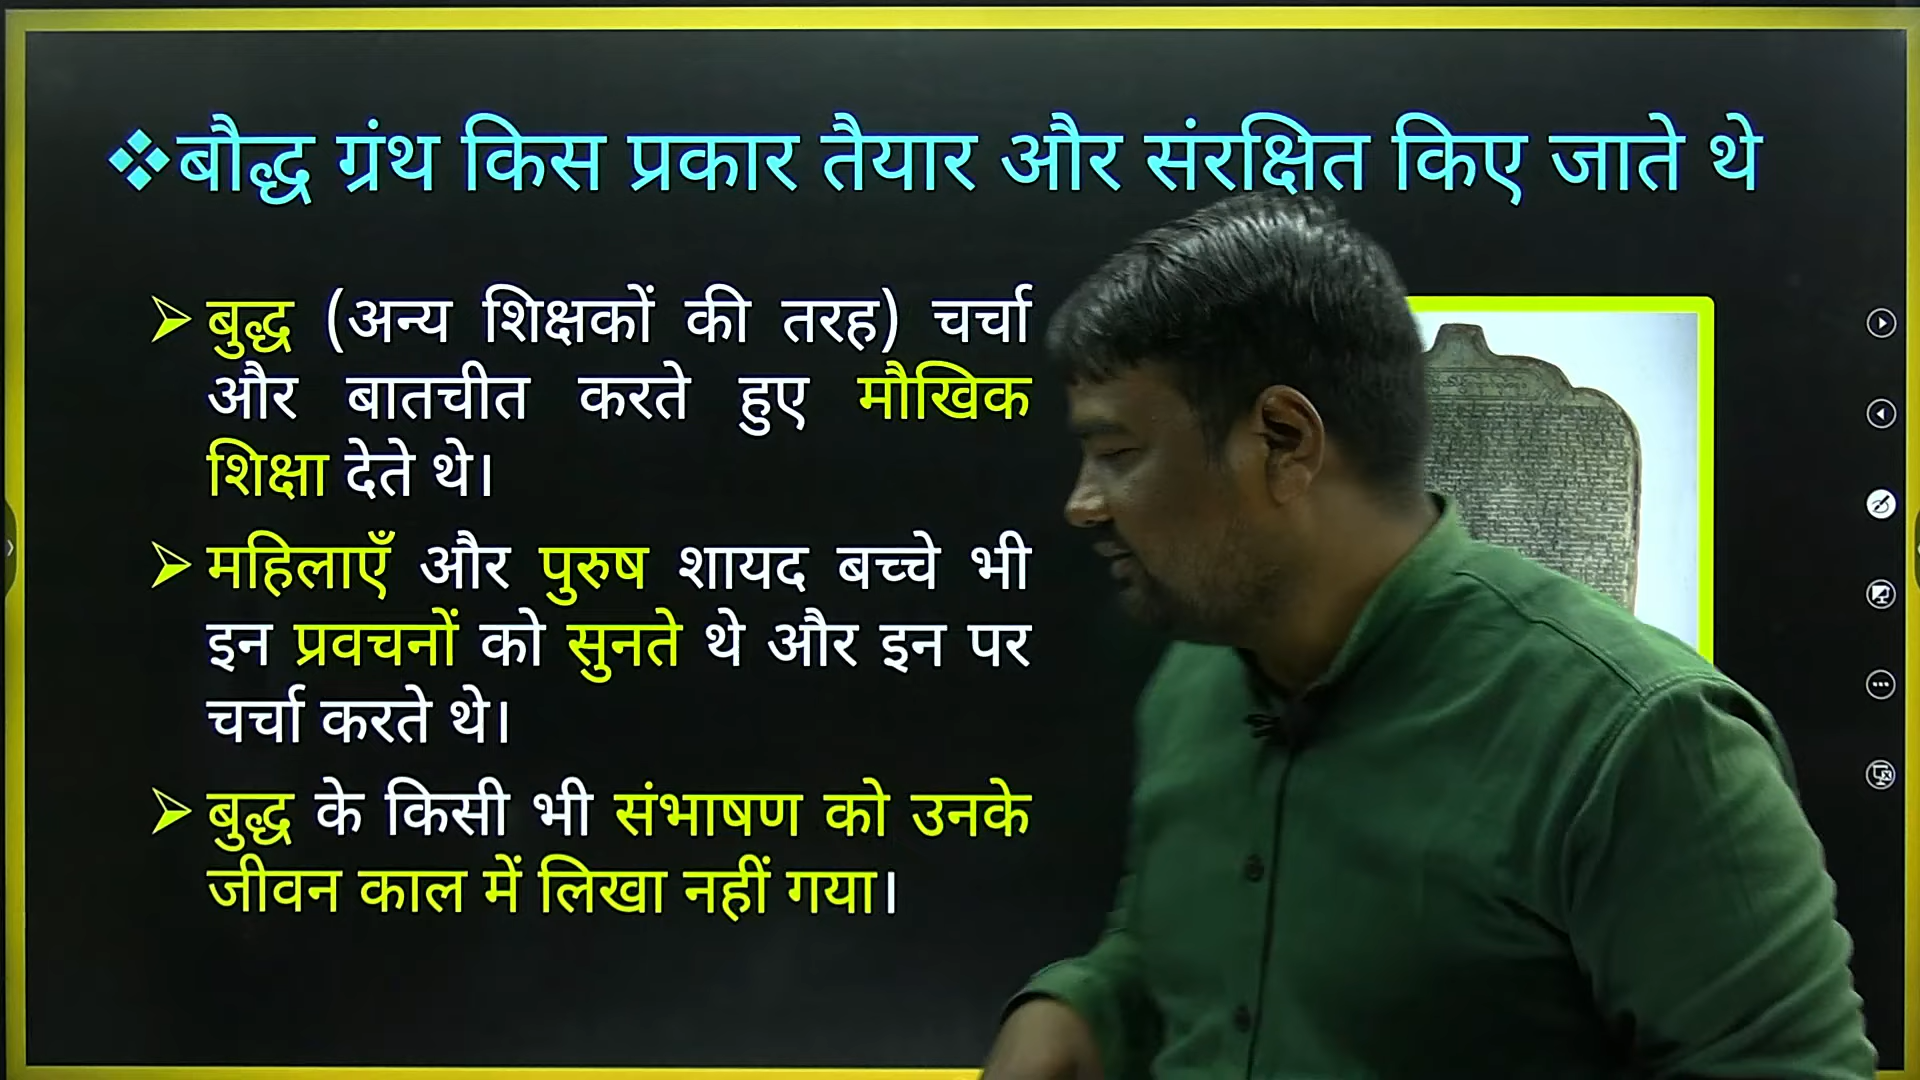 ❖बौद्ध ग्रंथ किस प्रकार तैयार और संरक्षित किए जाते थे
➢ बुद्ध (अन्य शिक्षकों की तरह) चर्चा
और बातचीत करते हुए मौखिक
शिक्षा देते थे।
➢ महिलाएँ और पुरुष शायद बच्चे भी
इन प्रवचनों को सुनते थे और इन पर
चर्चा करते थे।
➢ बुद्ध के किसी भी संभाषण को उनके
जीवन काल में लिखा नहीं गया।